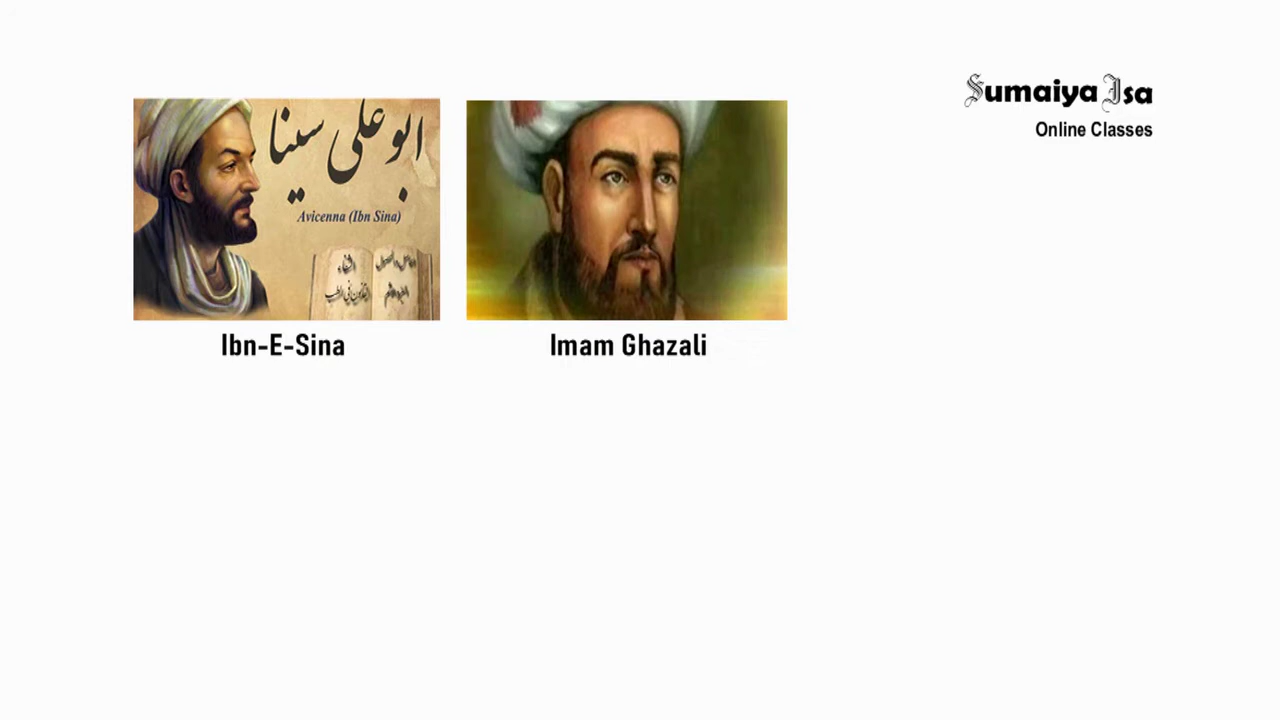 Sumaiya Isa
Online Classes
ابو علی سینا
Avicenna (Ibn Sina)
Ibn-E-Sina
Imam Ghazali